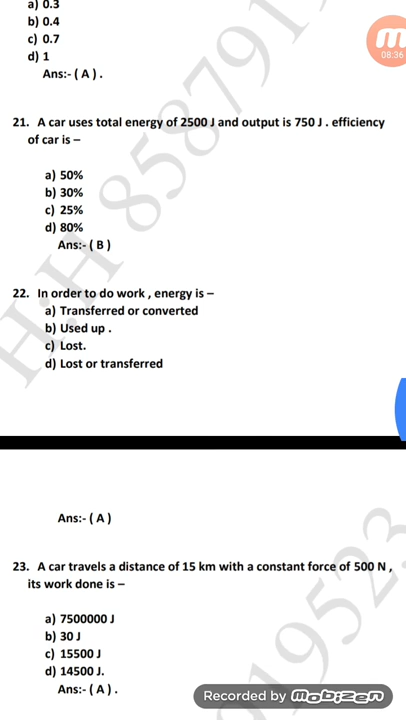 a) 0.3
b) 0.4
c) 0.7
d) 1
Ans:- ( A ) .
08:36
21. A car uses total energy of 2500 J and output is 750 J . efficiency
of car is –
a) 50%
b) 30%
c) 25%
d) 80%
Ans:- ( B )
22. In order to do work , energy is –
a) Transferred or converted
b) Used up .
c) Lost.
d) Lost or transferred
Ans:- ( A )
23. A car travels a distance of 15 km with a constant force of 500 N ,
its work done is –
a) 7500000 J
b) 30 J
c) 15500 J
d) 14500 J.
Ans:- ( A ) .
Recorded by Mobizen